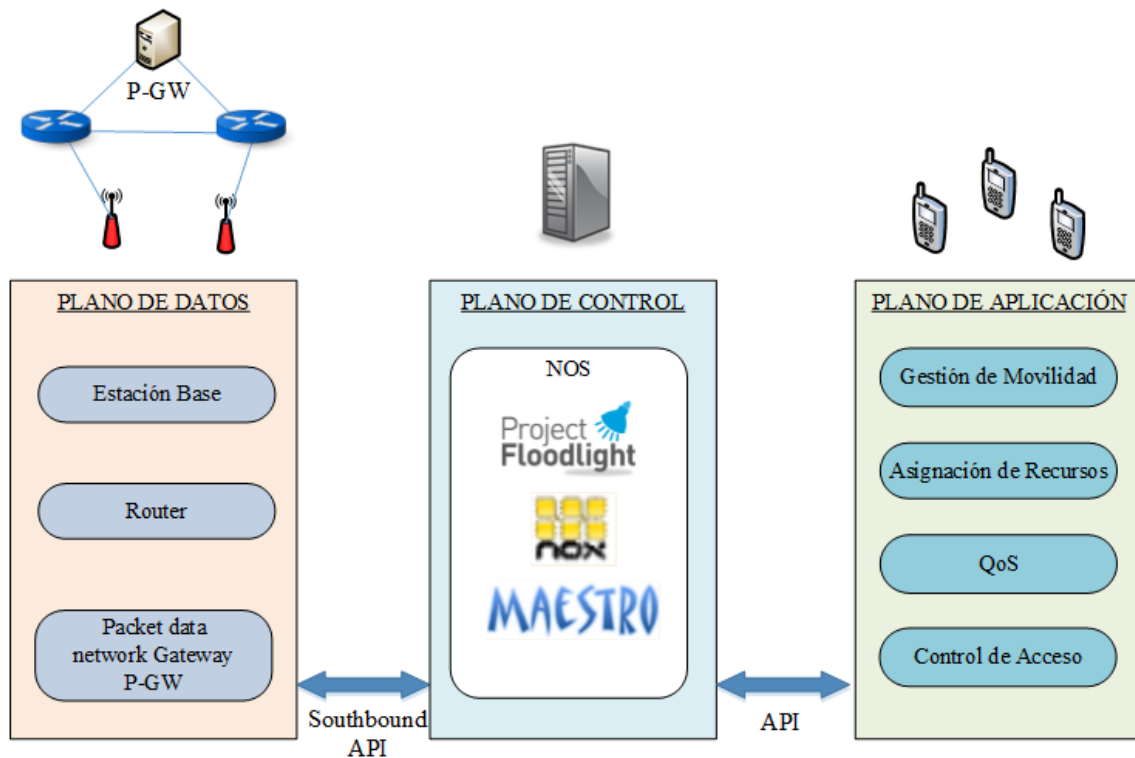 P-GW
PLANO DE DATOS
Estación Base
Router
Packet data
network Gateway
P-GW
Southbound
API
PLANO DE CONTROL
NOS
Project
Floodlight
nox
MAESTRO
API
PLANO DE APLICACIÓN
Gestión de Movilidad
Asignación de Recursos
QoS
Control de Acceso